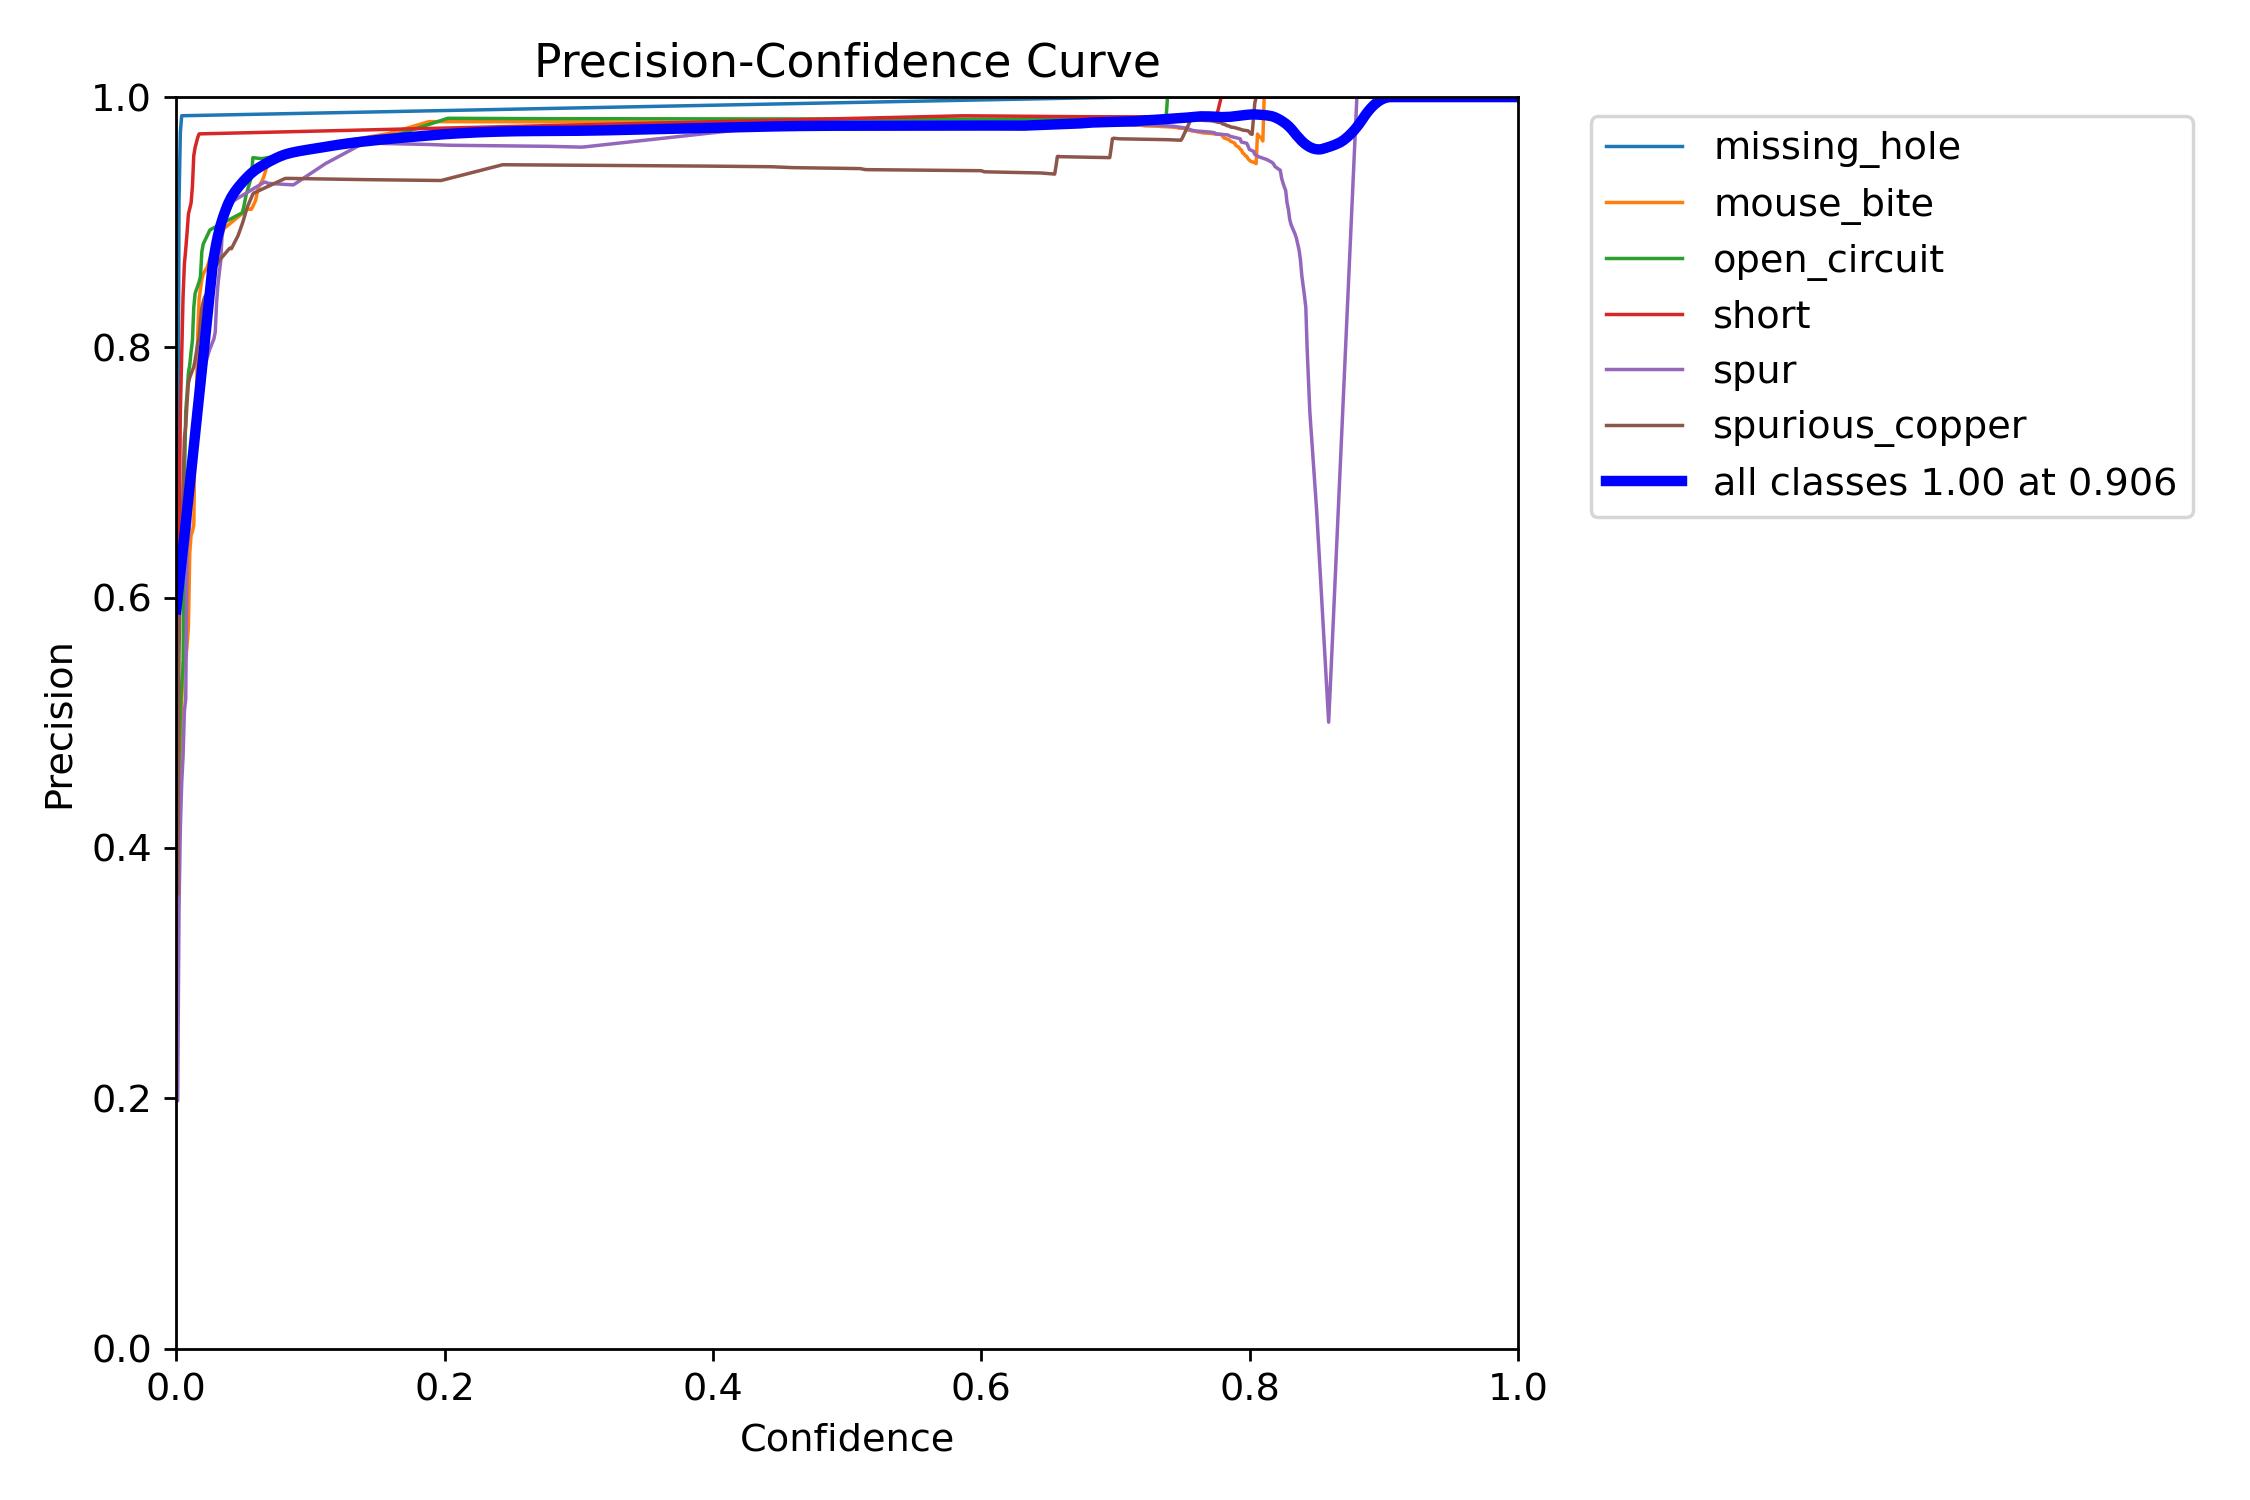 Precision-Confidence Curve
1.0
0.8
0.6
0.4
0.2
0.0
Precision
0.0 0.2 0.4 0.6 0.8 1.0
Confidence
missing_hole
mouse_bite
open_circuit
short
spur
spurious_copper
all classes 1.00 at 0.906